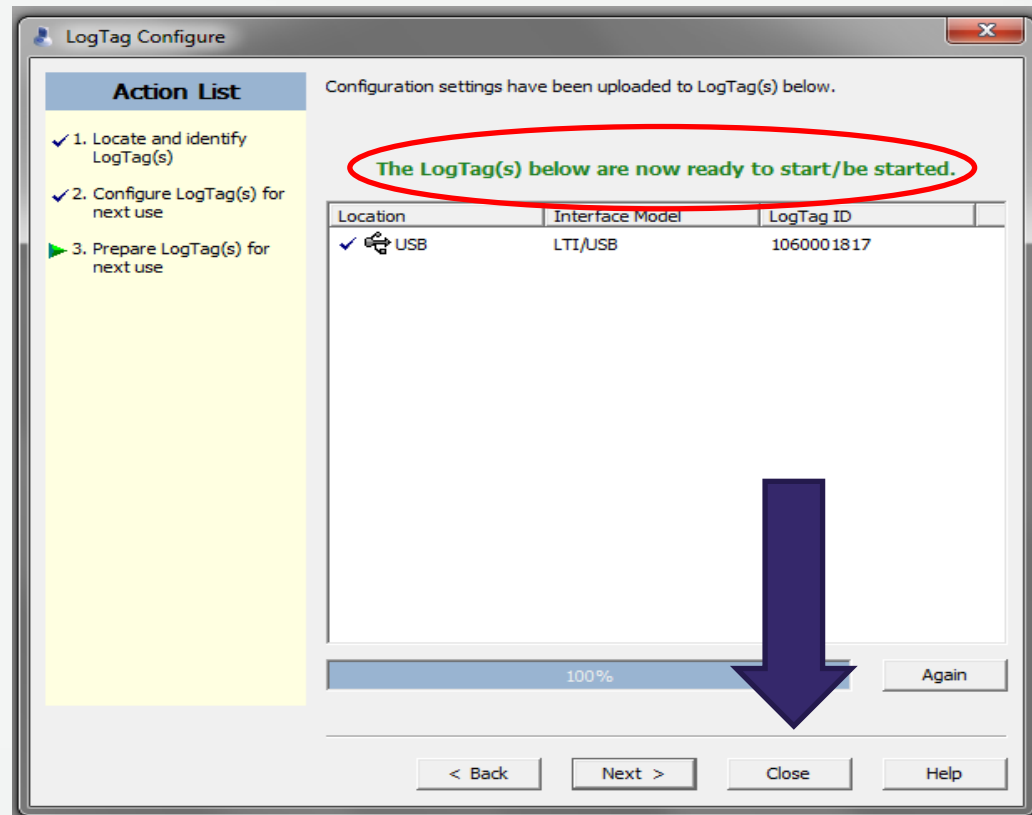 LogTag Configure
Action List
1. Locate and identify
LogTag(s)
2. Configure LogTag(s) for
next use
3. Prepare LogTag(s) for
next use
Configuration settings have been uploaded to LogTag(s) below.
The LogTag(s) below are now ready to start/be started.
Location Interface Model LogTag ID
USB LTI/USB 1060001817
100%
Again
< Back Next > Close Help